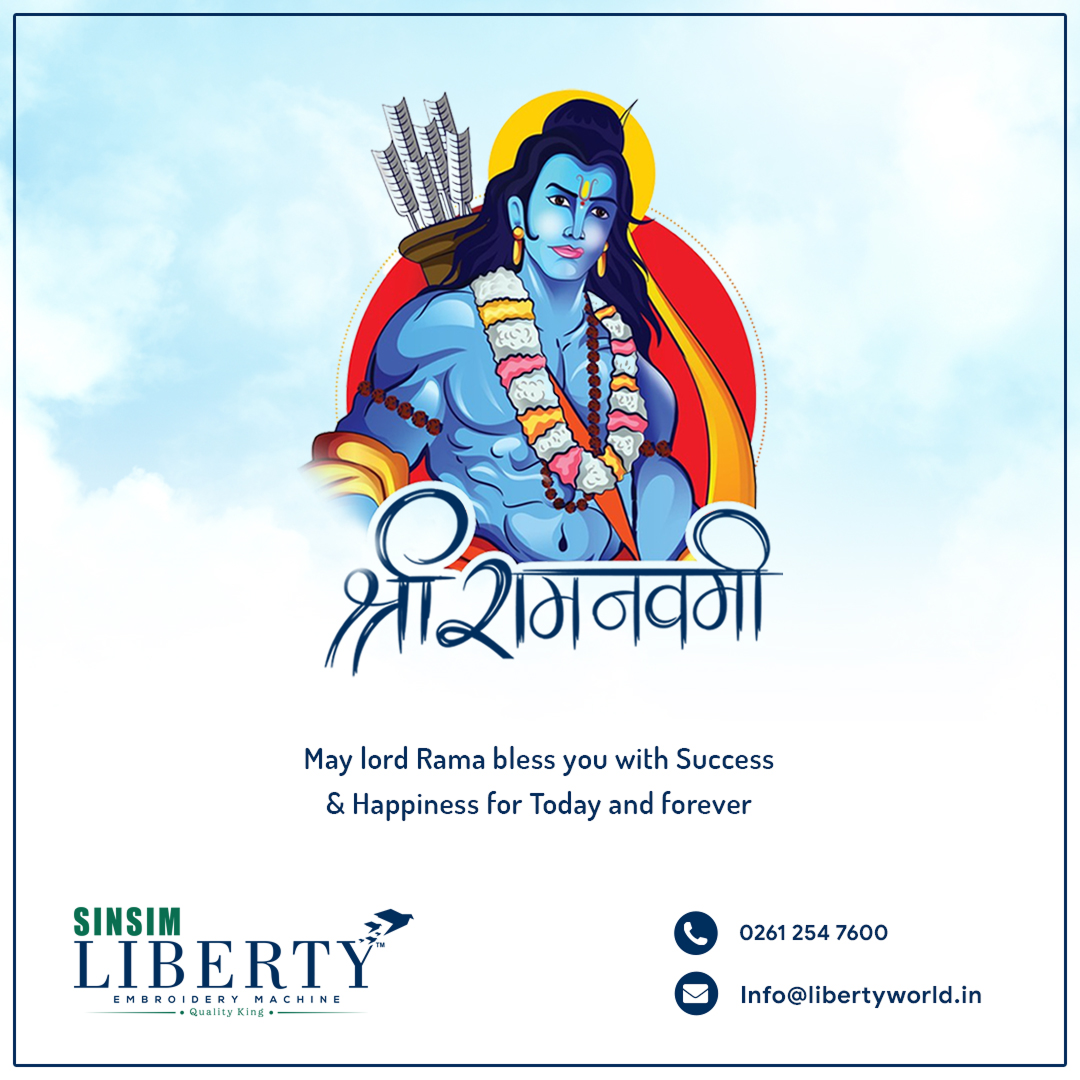 श्री रामनवमी
May lord Rama bless you with Success
& Happiness for Today and forever
SINSIM
LIBERTY™
EMBROIDERY MACHINE
• Quality King •
0261 254 7600
Info@libertyworld.in